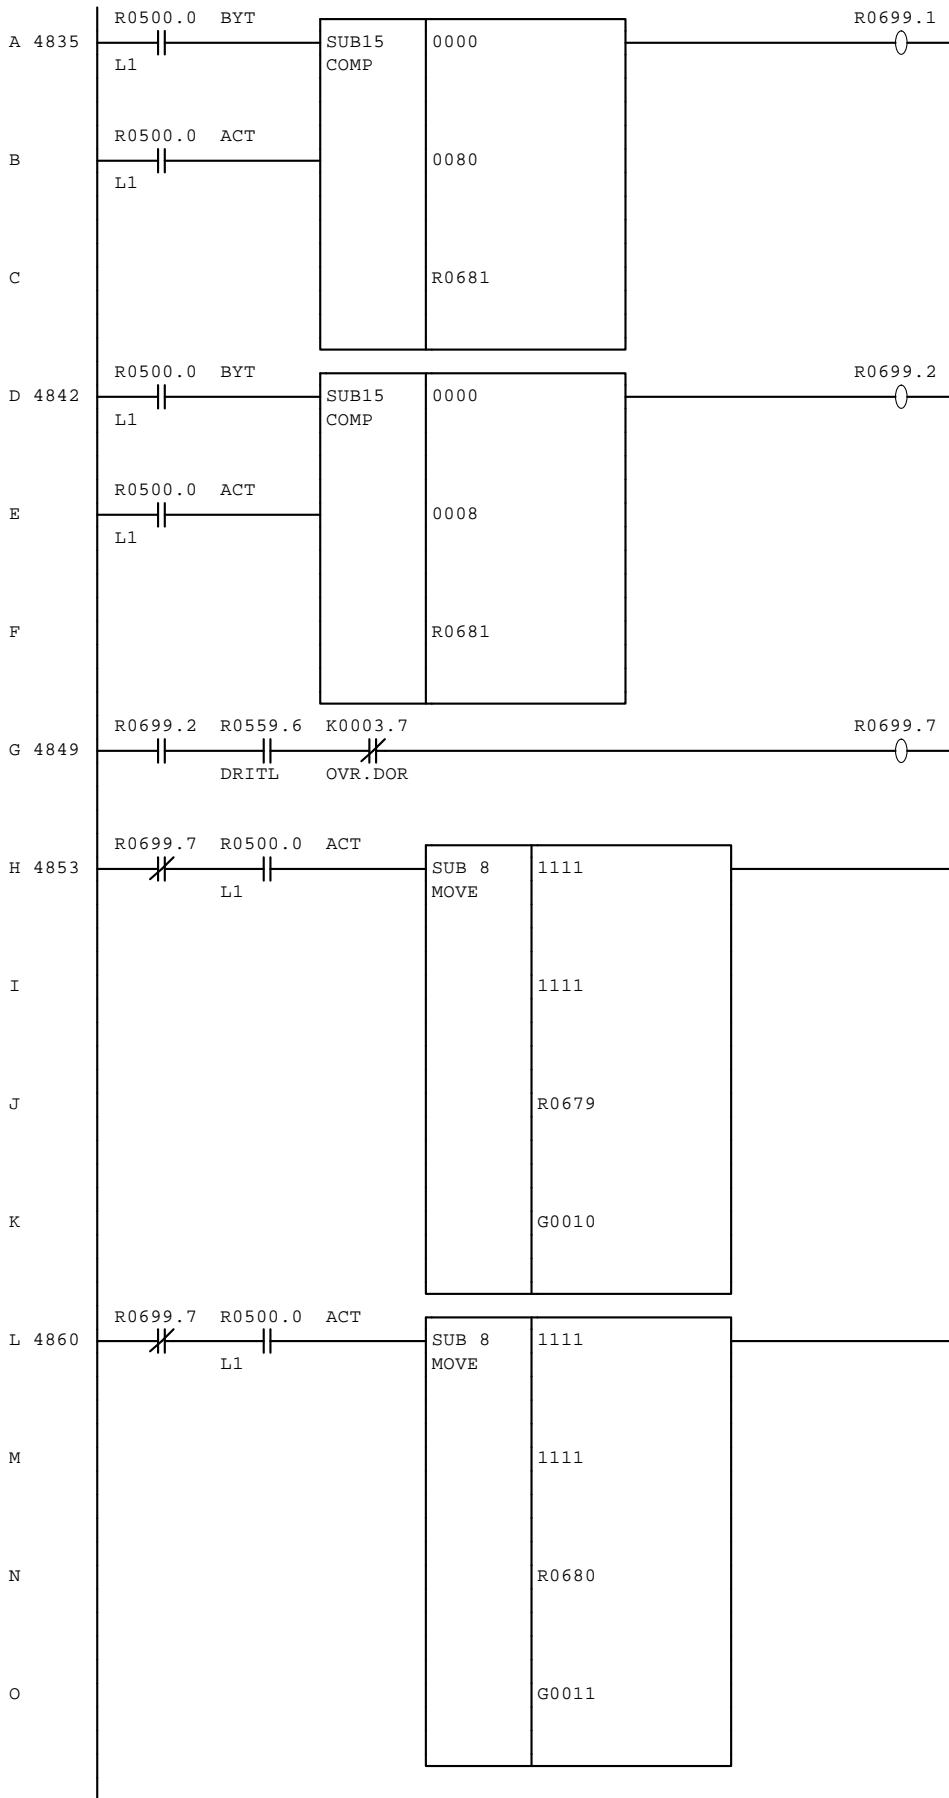 R0500.0 BYT R0699.1
A 4835 SUB15 0000
L1 COMP
R0500.0 ACT
B 0080
L1
C R0681
R0500.0 BYT R0699.2
D 4842 SUB15 0000
L1 COMP
R0500.0 ACT
E 0008
L1
F R0681
R0699.2 R0559.6 K0003.7 R0699.7
G 4849
DRITL OVR.DOR
R0699.7 R0500.0 ACT
H 4853 SUB 8 1111
L1 MOVE
I 1111
J R0679
K G0010
R0699.7 R0500.0 ACT
L 4860 SUB 8 1111
L1 MOVE
M 1111
N R0680
O G0011